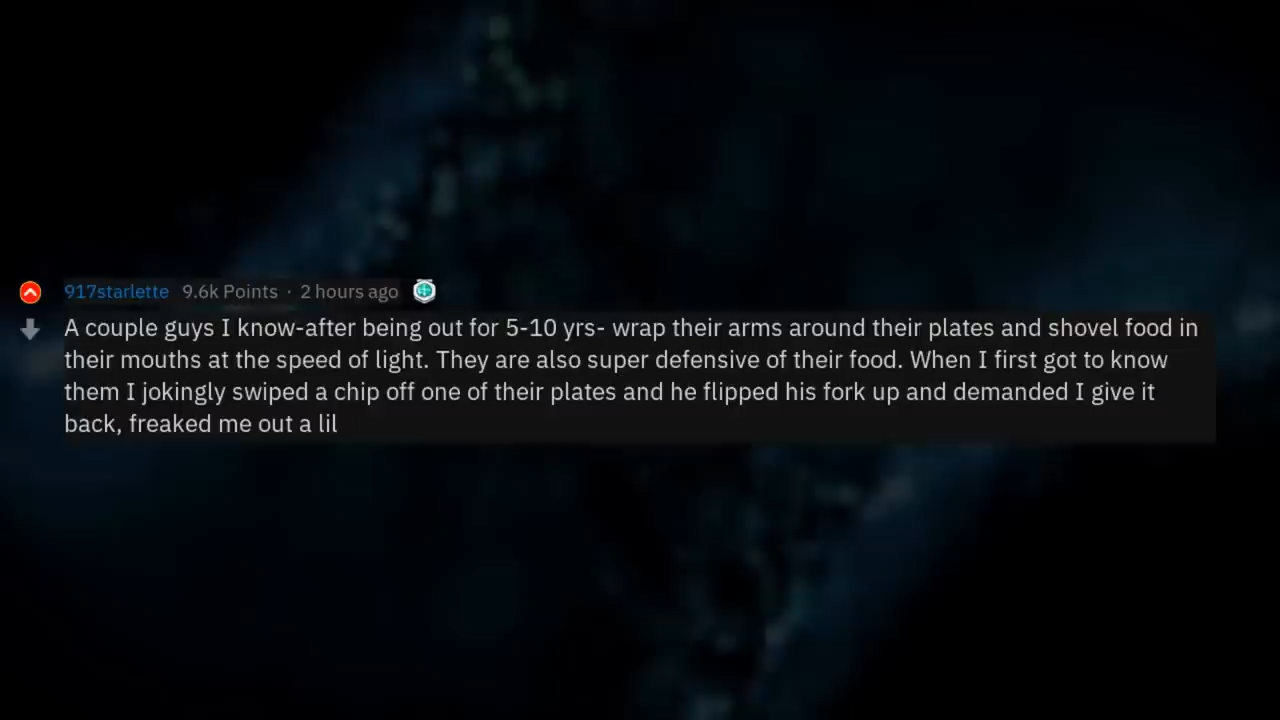 917starlette 9.6k Points · 2 hours ago
A couple guys I know-after being out for 5-10 yrs- wrap their arms around their plates and shovel food in
their mouths at the speed of light. They are also super defensive of their food. When I first got to know
them I jokingly swiped a chip off one of their plates and he flipped his fork up and demanded I give it
back, freaked me out a lil